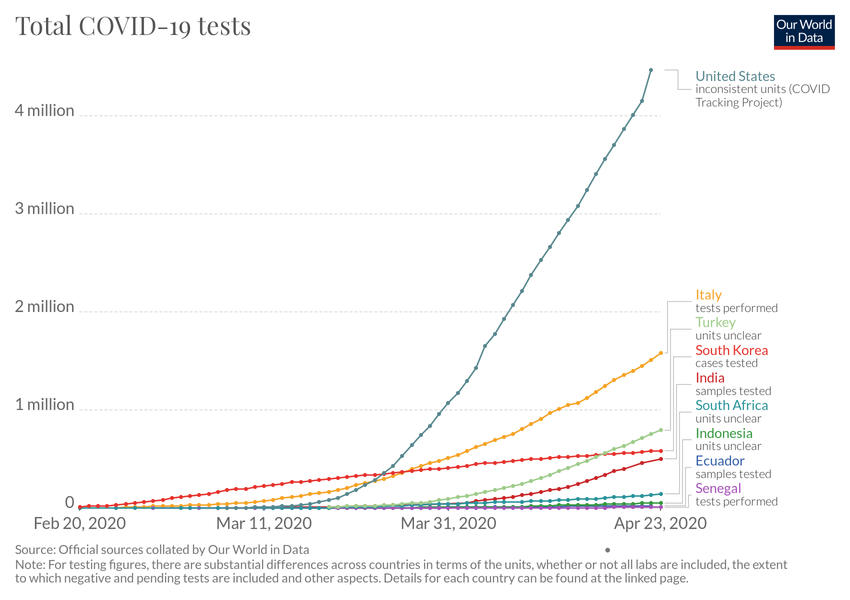 Total COVID-19 tests
Our World
in Data
United States
inconsistent units (COVID
Tracking Project)
4 million
3 million
2 million
1 million
0
Italy
tests performed
Turkey
units unclear
South Korea
cases tested
India
samples tested
South Africa
units unclear
Indonesia
units unclear
Ecuador
samples tested
Senegal
tests performed
Feb 20, 2020
Mar 11, 2020
Mar 31, 2020
Apr 23, 2020
Source: Official sources collated by Our World in Data
Note: For testing figures, there are substantial differences across countries in terms of the units, whether or not all labs are included, the extent
to which negative and pending tests are included and other aspects. Details for each country can be found at the linked page.